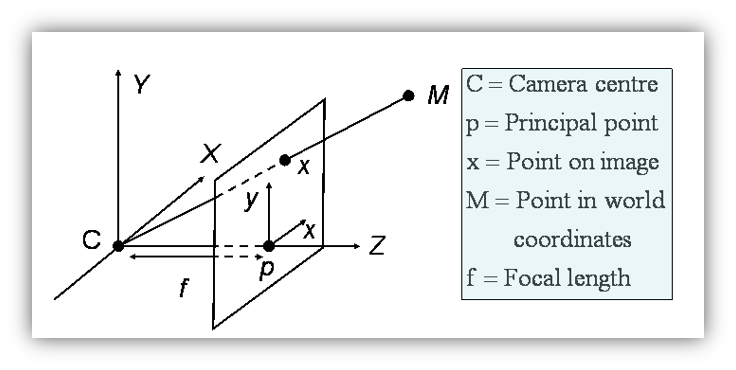 Y
M
X
x
y
x
C
Z
p
f
C = Camera centre
p = Principal point
x = Point on image
M = Point in world
coordinates
f = Focal length